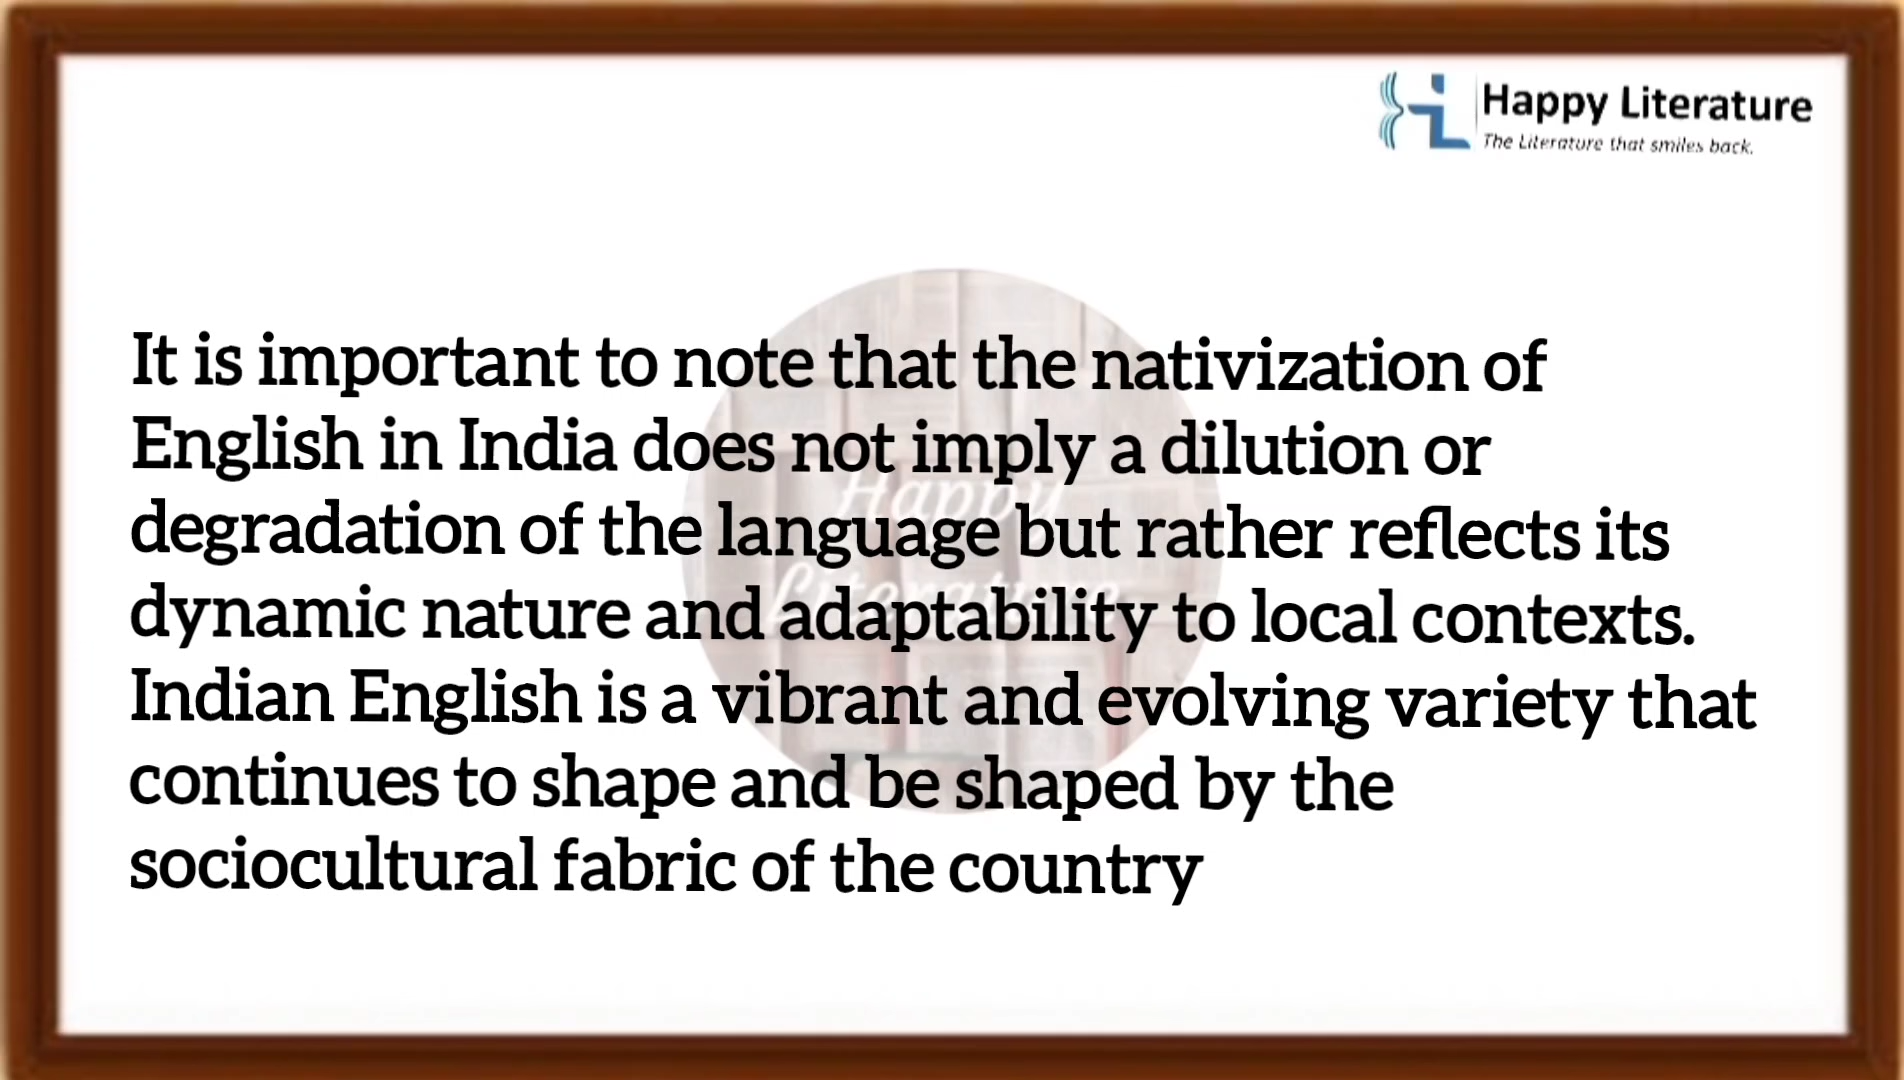 Happy Literature
The Literature that smiles back.
It is important to note that the nativization of
English in India does not imply a dilution or
degradation of the language but rather reflects its
dynamic nature and adaptability to local contexts.
Indian English is a vibrant and evolving variety that
continues to shape and be shaped by the
sociocultural fabric of the country
Happy
Literature